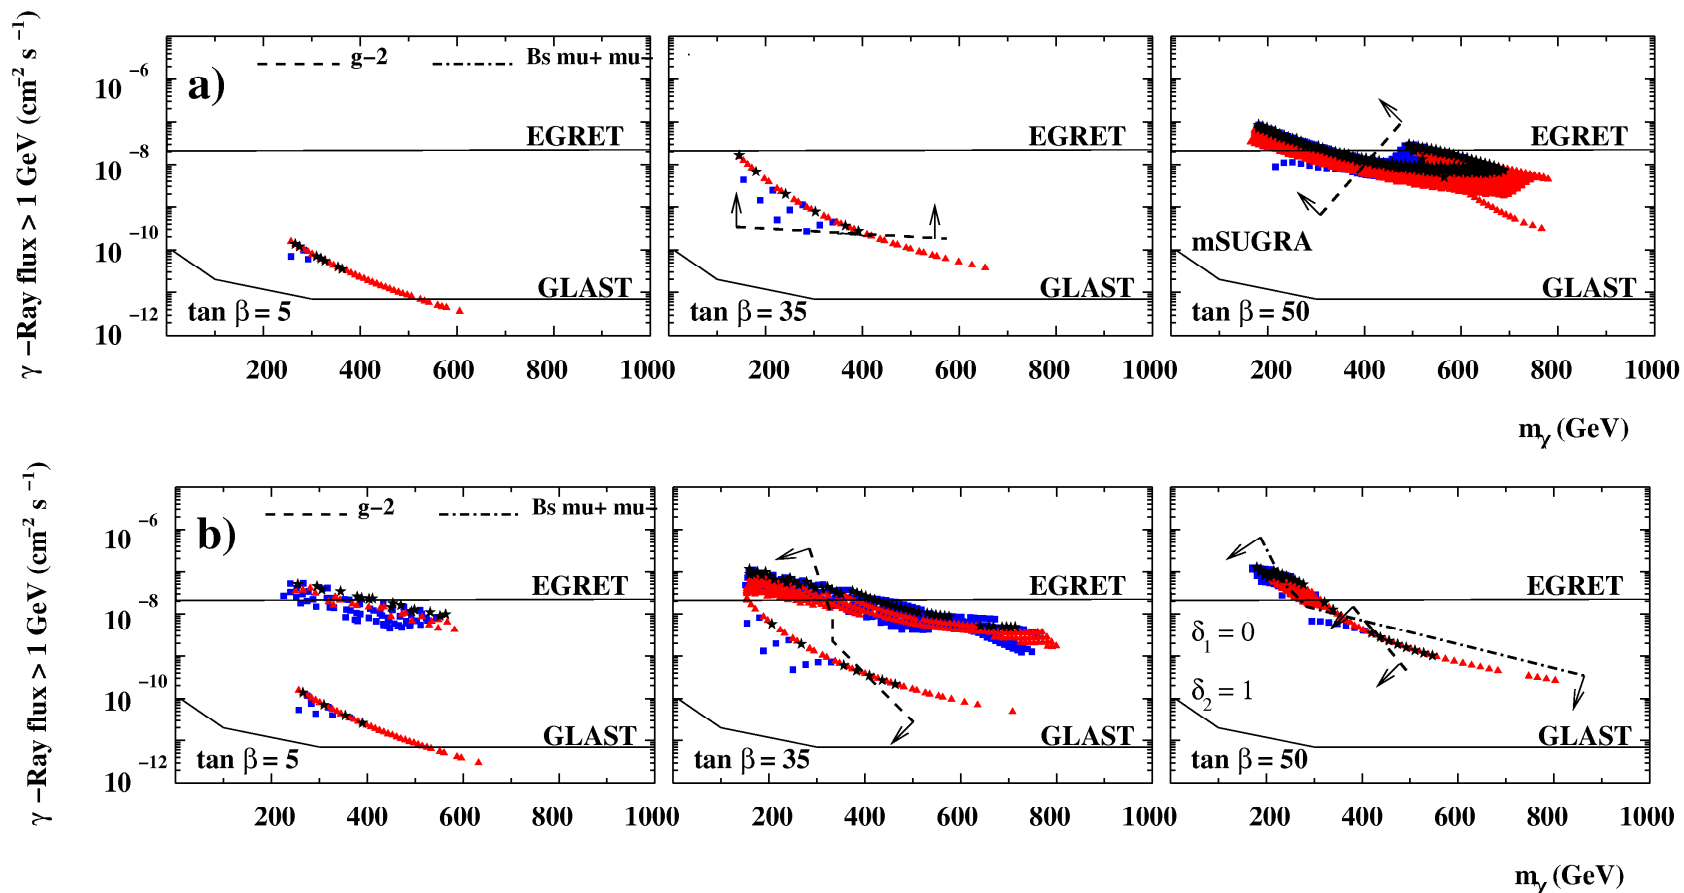 γ −Ray flux > 1 GeV (cm⁻² s⁻¹)
a)
g−2
Bs mu+ mu−
10⁻⁶
10⁻⁸
10⁻¹⁰
10⁻¹²
EGRET
GLAST
tan β = 5
EGRET
GLAST
tan β = 35
EGRET
mSUGRA
GLAST
tan β = 50
200 400 600 800 1000
200 400 600 800 1000
200 400 600 800 1000
mᵧ (GeV)
γ −Ray flux > 1 GeV (cm⁻² s⁻¹)
b)
g−2
Bs mu+ mu−
10⁻⁶
10⁻⁸
10⁻¹⁰
10⁻¹²
EGRET
GLAST
tan β = 5
EGRET
GLAST
tan β = 35
EGRET
δ₁ = 0
δ₂ = 1
GLAST
tan β = 50
200 400 600 800 1000
200 400 600 800 1000
200 400 600 800 1000
mᵧ (GeV)